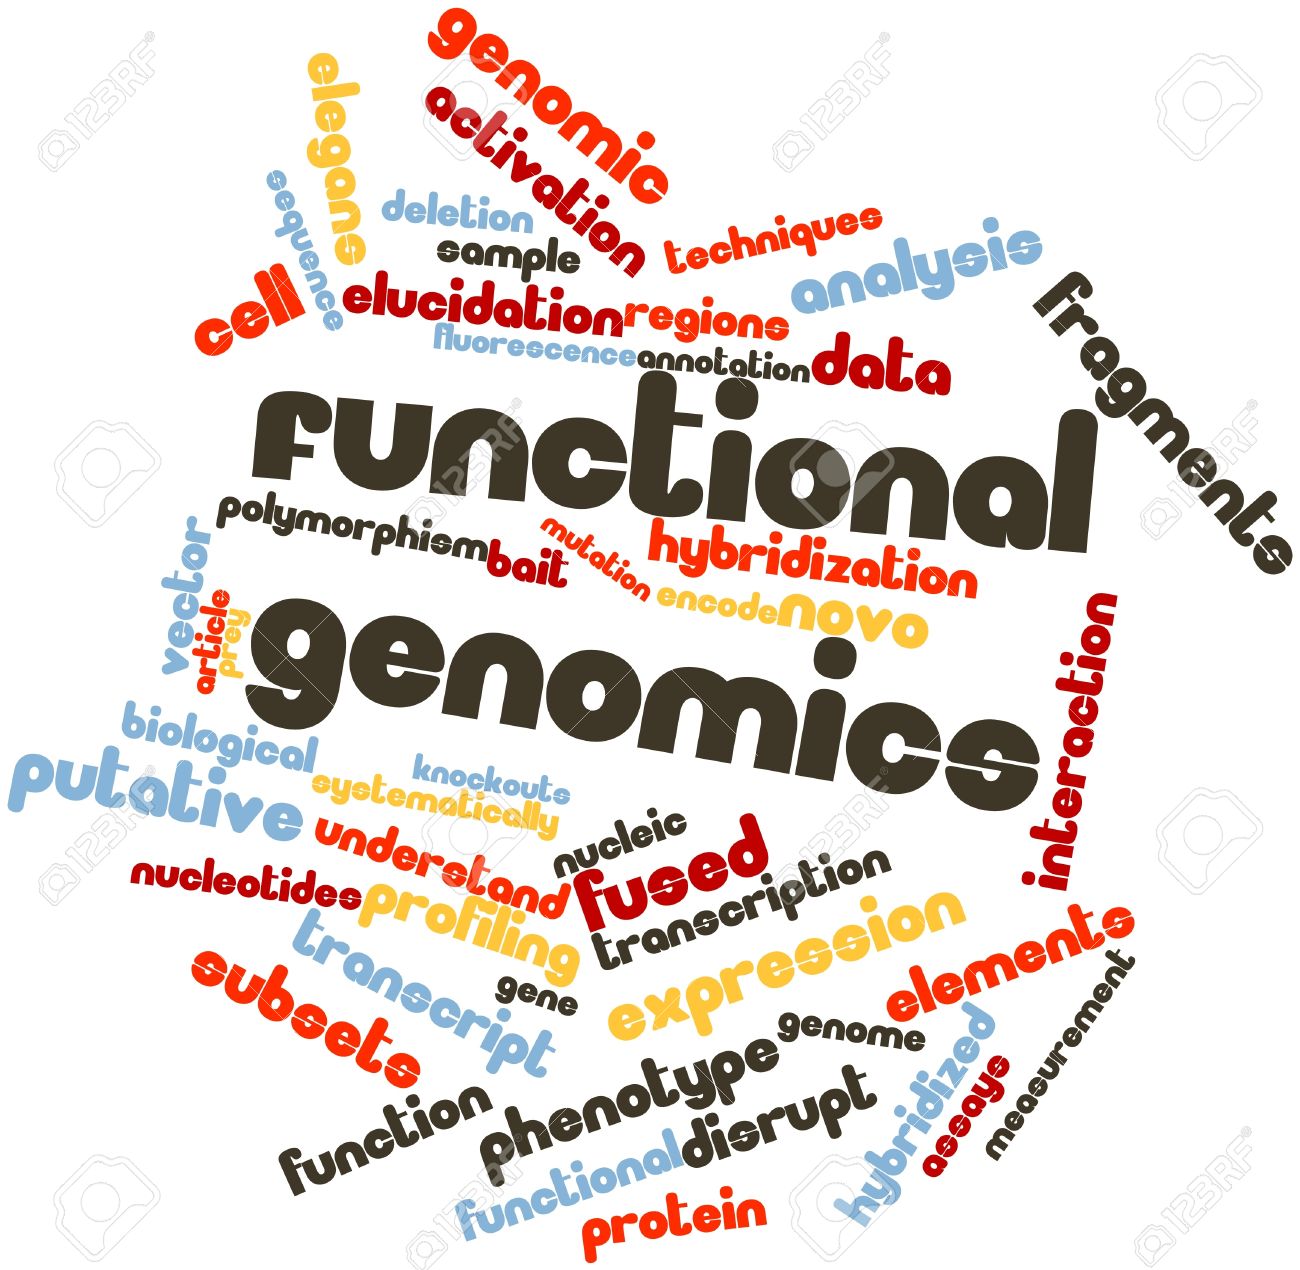 genomic
activation
elegans
sequence
deletion
sample
techniques
analysis
cell
elucidation
regions
fluorescence
annotation
data
fragments
functional
polymorphism
bait
mutation
hybridization
encode
novo
vector
article
prey
genomics
interaction
biological
putative
knockouts
systematically
understand
nucleic
fused
nucleotides
profiling
transcription
transcript
expression
subsets
gene
elements
measurement
genome
hybridized
assays
phenotype
function
disrupt
functional
protein
123RF